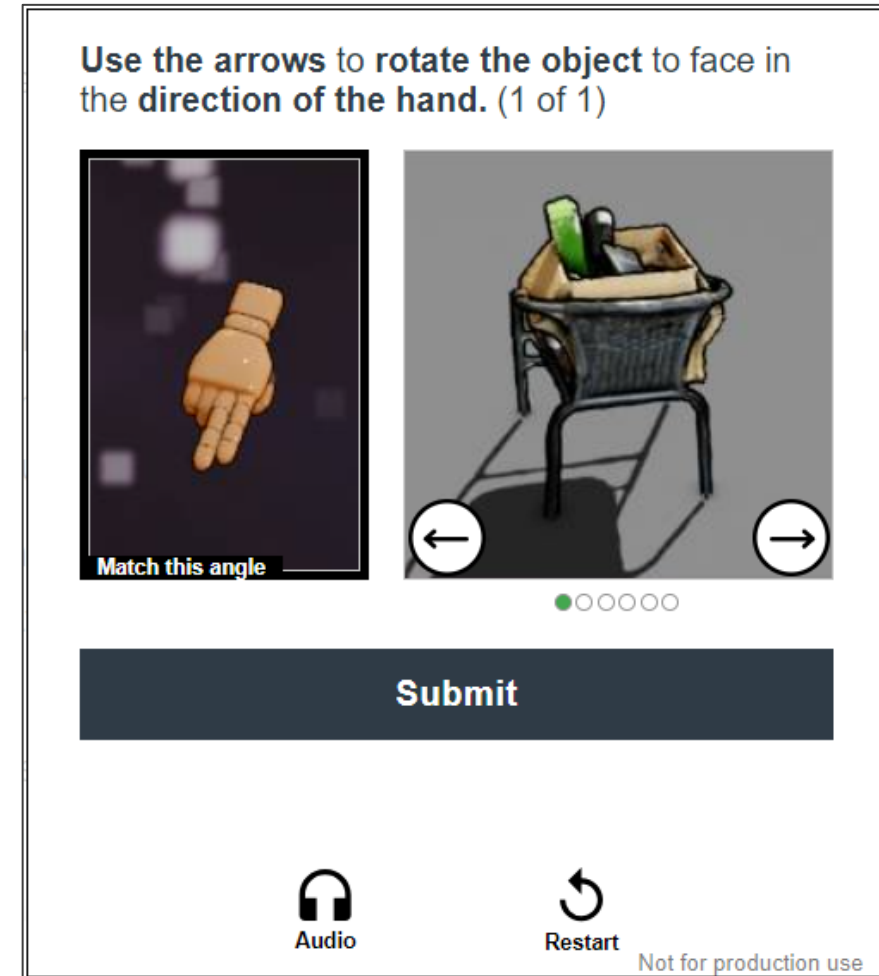 Use the arrows to rotate the object to face in
the direction of the hand. (1 of 1)
Match this angle
Submit
Audio
Restart
Not for production use